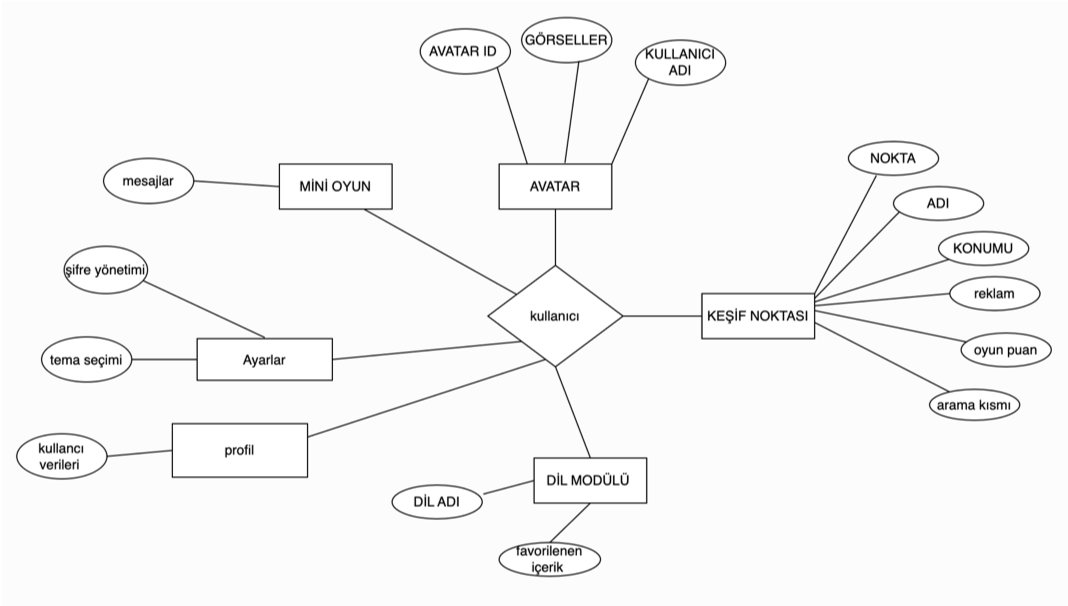 AVATAR ID
GÖRSELLER
KULLANICI
ADI
mesajlar
MİNİ OYUN
AVATAR
NOKTA
ADI
KONUMU
reklam
oyun puan
arama kısmı
şifre yönetimi
kullanıcı
KEŞİF NOKTASI
tema seçimi
Ayarlar
kullancı
verileri
profil
DİL MODÜLÜ
DİL ADI
favorilenen
içerik